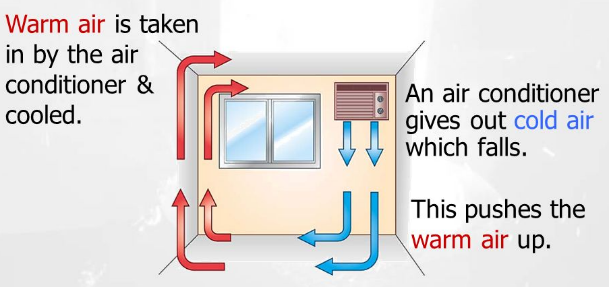 Warm air is taken
in by the air
conditioner &
cooled.
An air conditioner
gives out cold air
which falls.
This pushes the
warm air up.